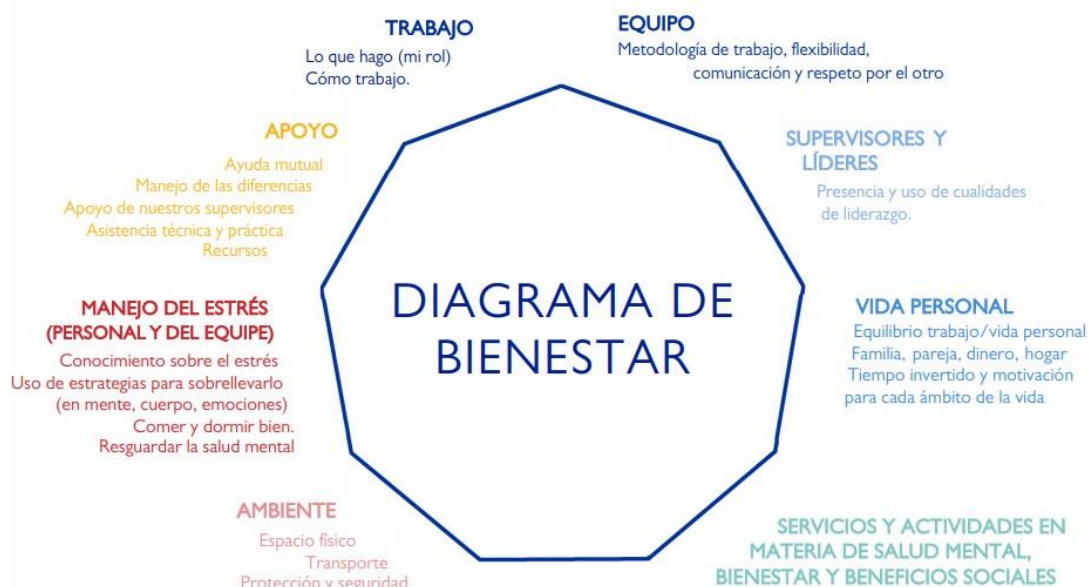 TRABAJO
Lo que hago (mi rol)
Cómo trabajo.
EQUIPO
Metodología de trabajo, flexibilidad,
comunicación y respeto por el otro
APOYO
Ayuda mutual
Manejo de las diferencias
Apoyo de nuestros supervisores
Asistencia técnica y práctica
Recursos
SUPERVISORES Y
LÍDERES
Presencia y uso de cualidades
de liderazgo.
DIAGRAMA DE
BIENESTAR
MANEJO DEL ESTRÉS
(PERSONAL Y DEL EQUIPE)
Conocimiento sobre el estrés
Uso de estrategias para sobrellevarlo
(en mente, cuerpo, emociones)
Comer y dormir bien.
Resguardar la salud mental
VIDA PERSONAL
Equilibrio trabajo/vida personal
Familia, pareja, dinero, hogar
Tiempo invertido y motivación
para cada ámbito de la vida
AMBIENTE
Espacio físico
Transporte
Protección y seguridad
SERVICIOS Y ACTIVIDADES EN
MATERIA DE SALUD MENTAL,
BIENESTAR Y BENEFICIOS SOCIALES